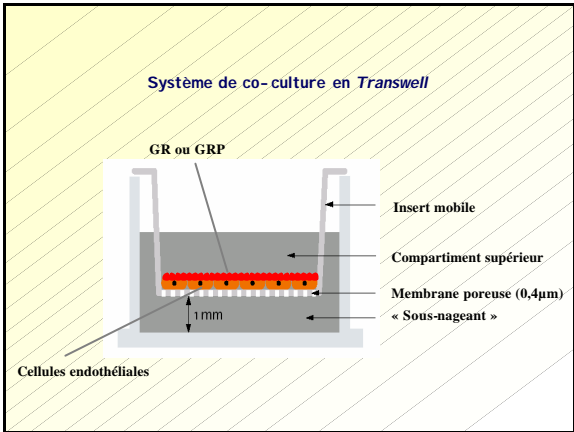 Système de co-culture en Transwell
GR ou GRP
Insert mobile
Compartiment supérieur
Membrane poreuse (0,4µm)
« Sous-nageant »
1mm
Cellules endothéliales